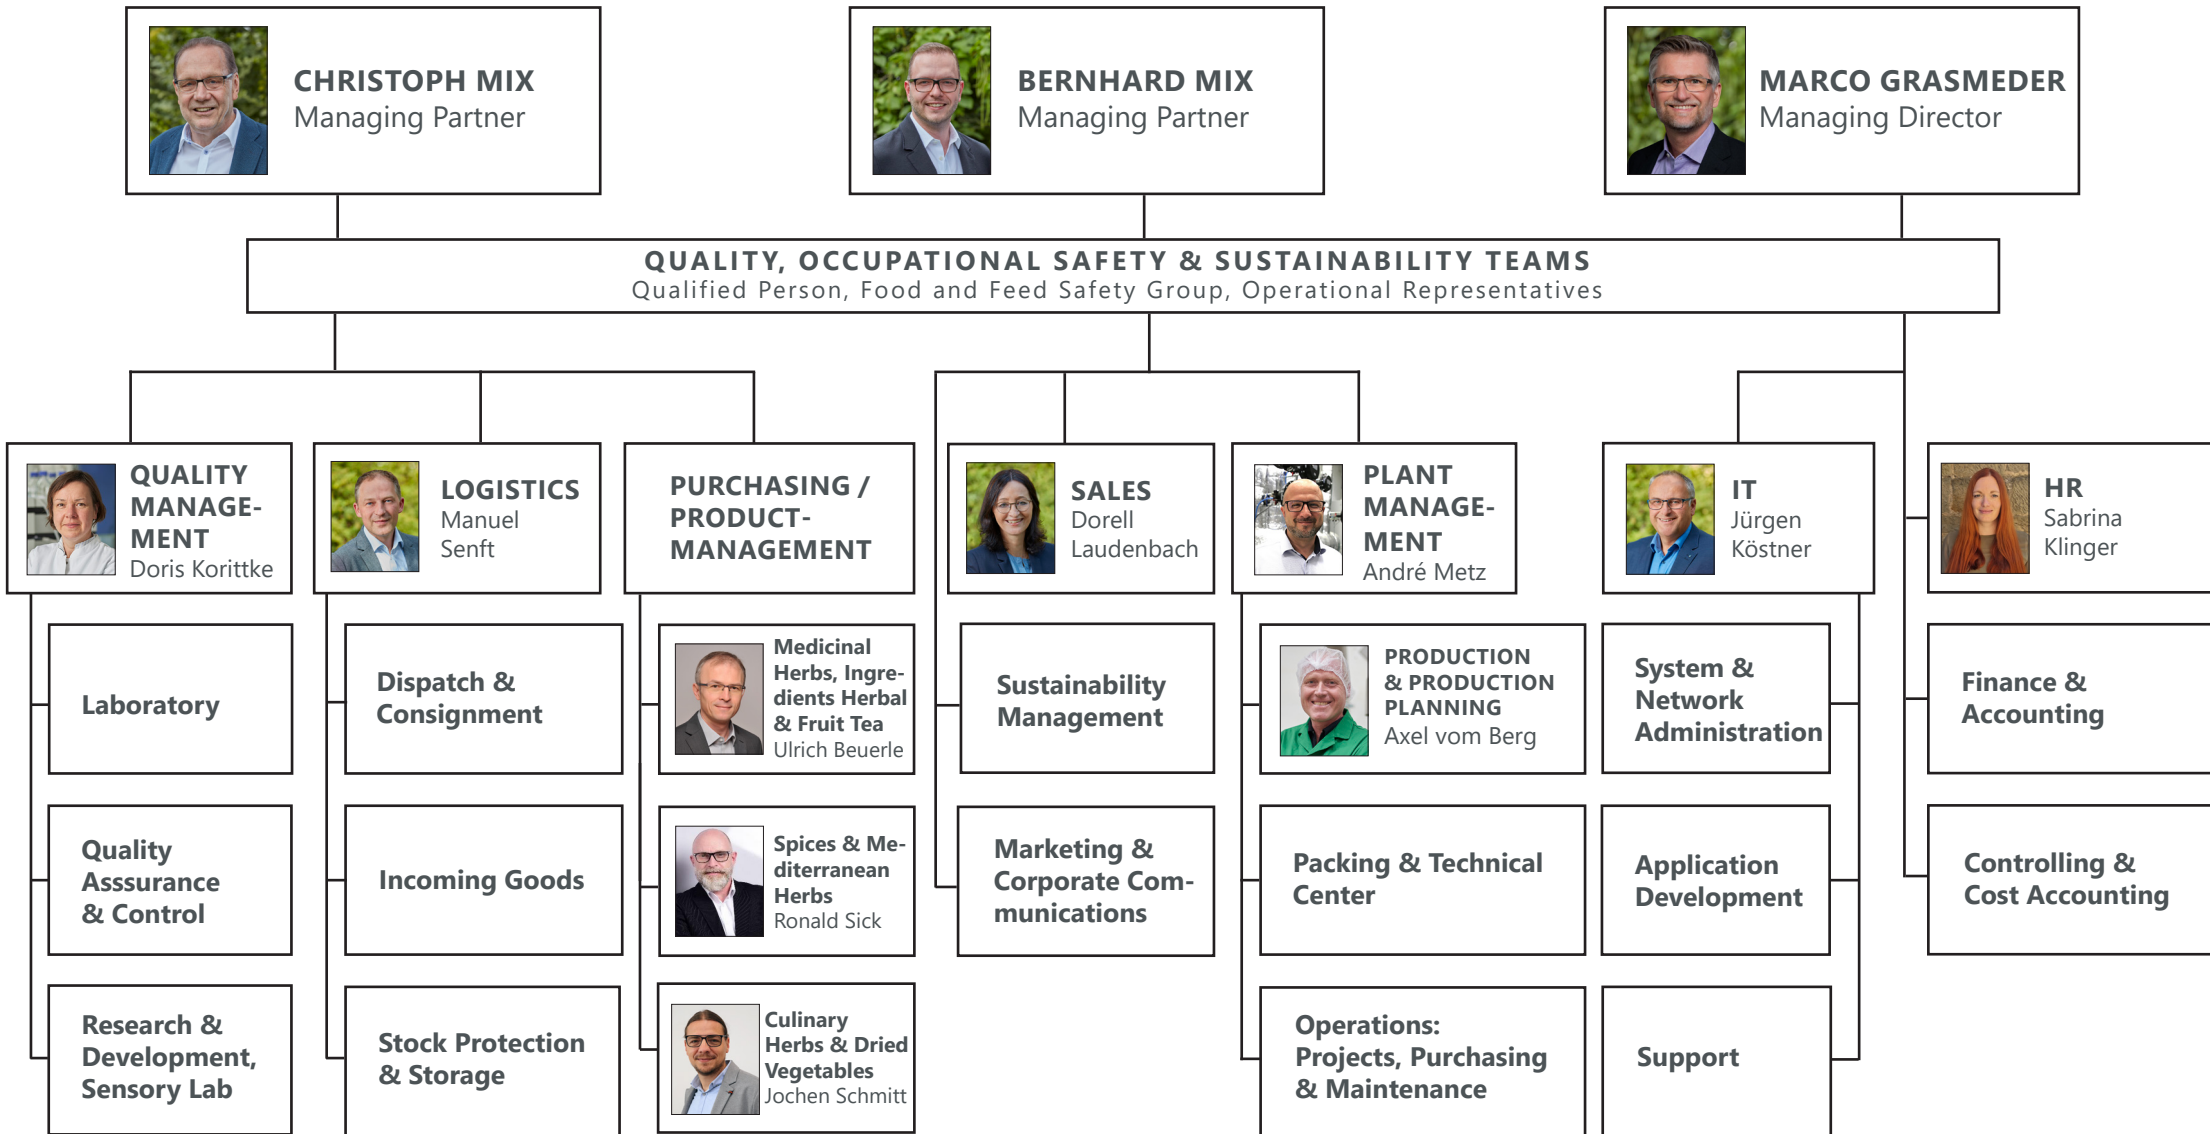 CHRISTOPH MIX
Managing Partner
BERNHARD MIX
Managing Partner
MARCO GRASMEDER
Managing Director
QUALITY, OCCUPATIONAL SAFETY & SUSTAINABILITY TEAMS
Qualified Person, Food and Feed Safety Group, Operational Representatives
QUALITY
MANAGE-
MENT
Doris Korittke
LOGISTICS
Manuel
Senft
PURCHASING /
PRODUCT-
MANAGEMENT
SALES
Dorell
Laudenbach
PLANT
MANAGE-
MENT
André Metz
IT
Jürgen
Köstner
HR
Sabrina
Klinger
Laboratory
Dispatch &
Consignment
Medicinal
Herbs, Ingre-
dients Herbal
& Fruit Tea
Ulrich Beuerle
Sustainability
Management
PRODUCTION
& PRODUCTION
PLANNING
Axel vom Berg
System &
Network
Administration
Finance &
Accounting
Quality
Asssurance
& Control
Incoming Goods
Spices & Me-
diterranean
Herbs
Ronald Sick
Marketing &
Corporate Com-
munications
Packing & Technical
Center
Application
Development
Controlling &
Cost Accounting
Research &
Development,
Sensory Lab
Stock Protection
& Storage
Culinary
Herbs & Dried
Vegetables
Jochen Schmitt
Operations:
Projects, Purchasing
& Maintenance
Support